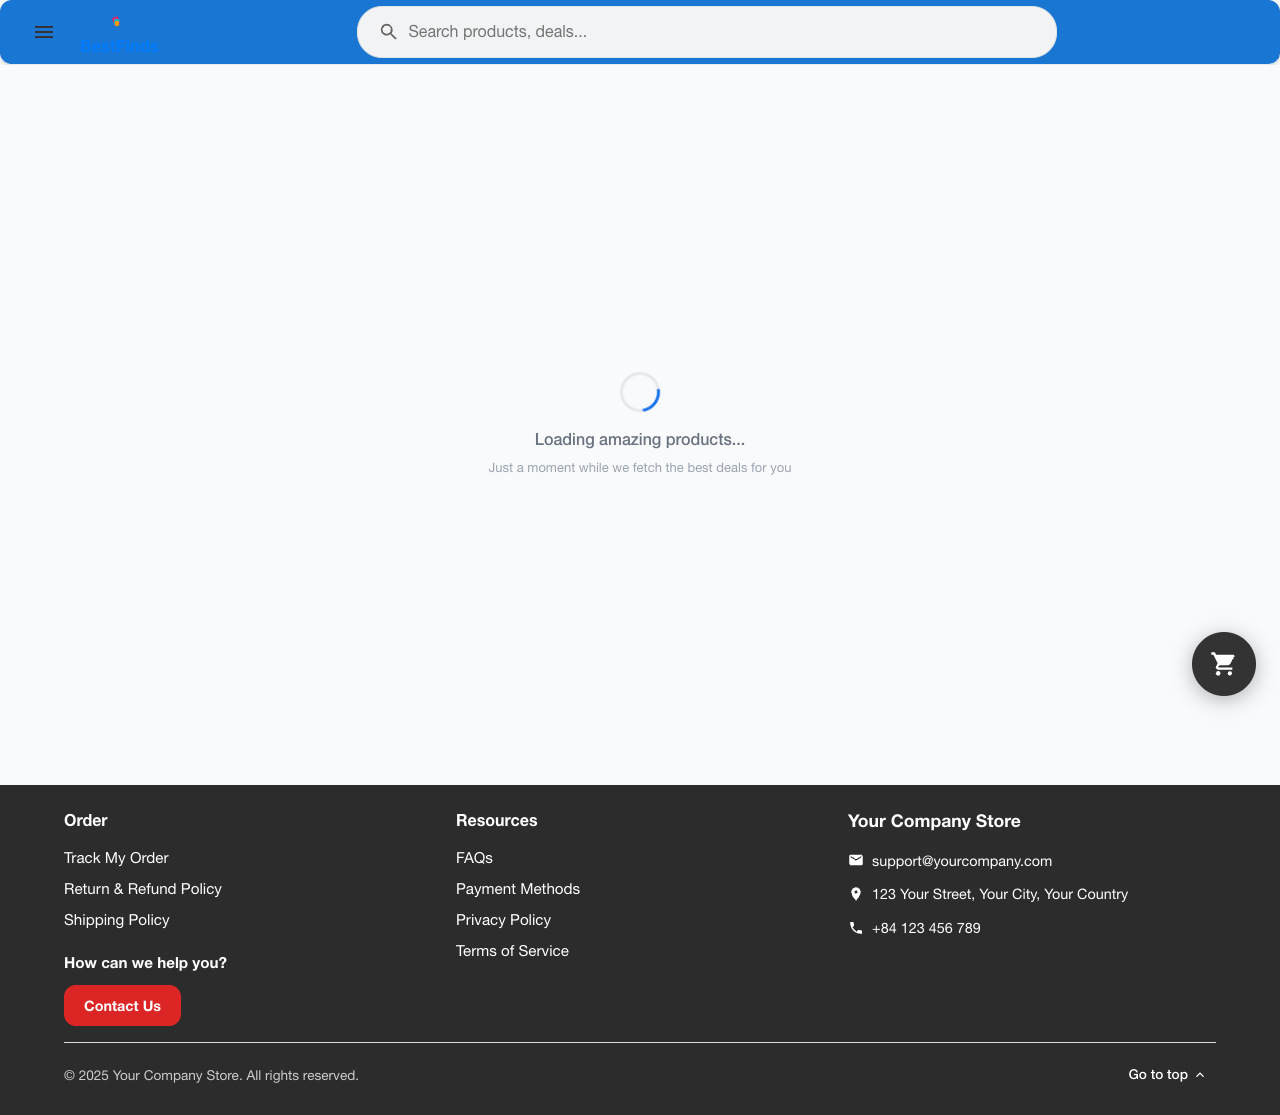 Search products, deals...
Loading amazing products...
Just a moment while we fetch the best deals for you
Order
Track My Order
Return & Refund Policy
Shipping Policy
How can we help you?
Contact Us
Resources
FAQs
Payment Methods
Privacy Policy
Terms of Service
Your Company Store
support@yourcompany.com
123 Your Street, Your City, Your Country
+84 123 456 789
© 2025 Your Company Store. All rights reserved.
Go to top